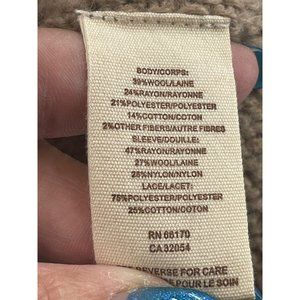 BODY/CORPS:
39%WOOL/LAINE
24%RAYON/RAYONNE
21%POLYESTER/POLYESTER
14%COTTON/COTON
2%OTHER FIBERS/AUTRE FIBRES
SLEEVE/DOUILLE:
47%RAYON/RAYONNE
27%WOOL/LAINE
26%NYLON/NYLON
LACE/LACET:
75%POLYESTER/POLYESTER
25%COTTON/COTON
RN 66170
CA 32054
REVERSE FOR CARE
POUR LE SOIN